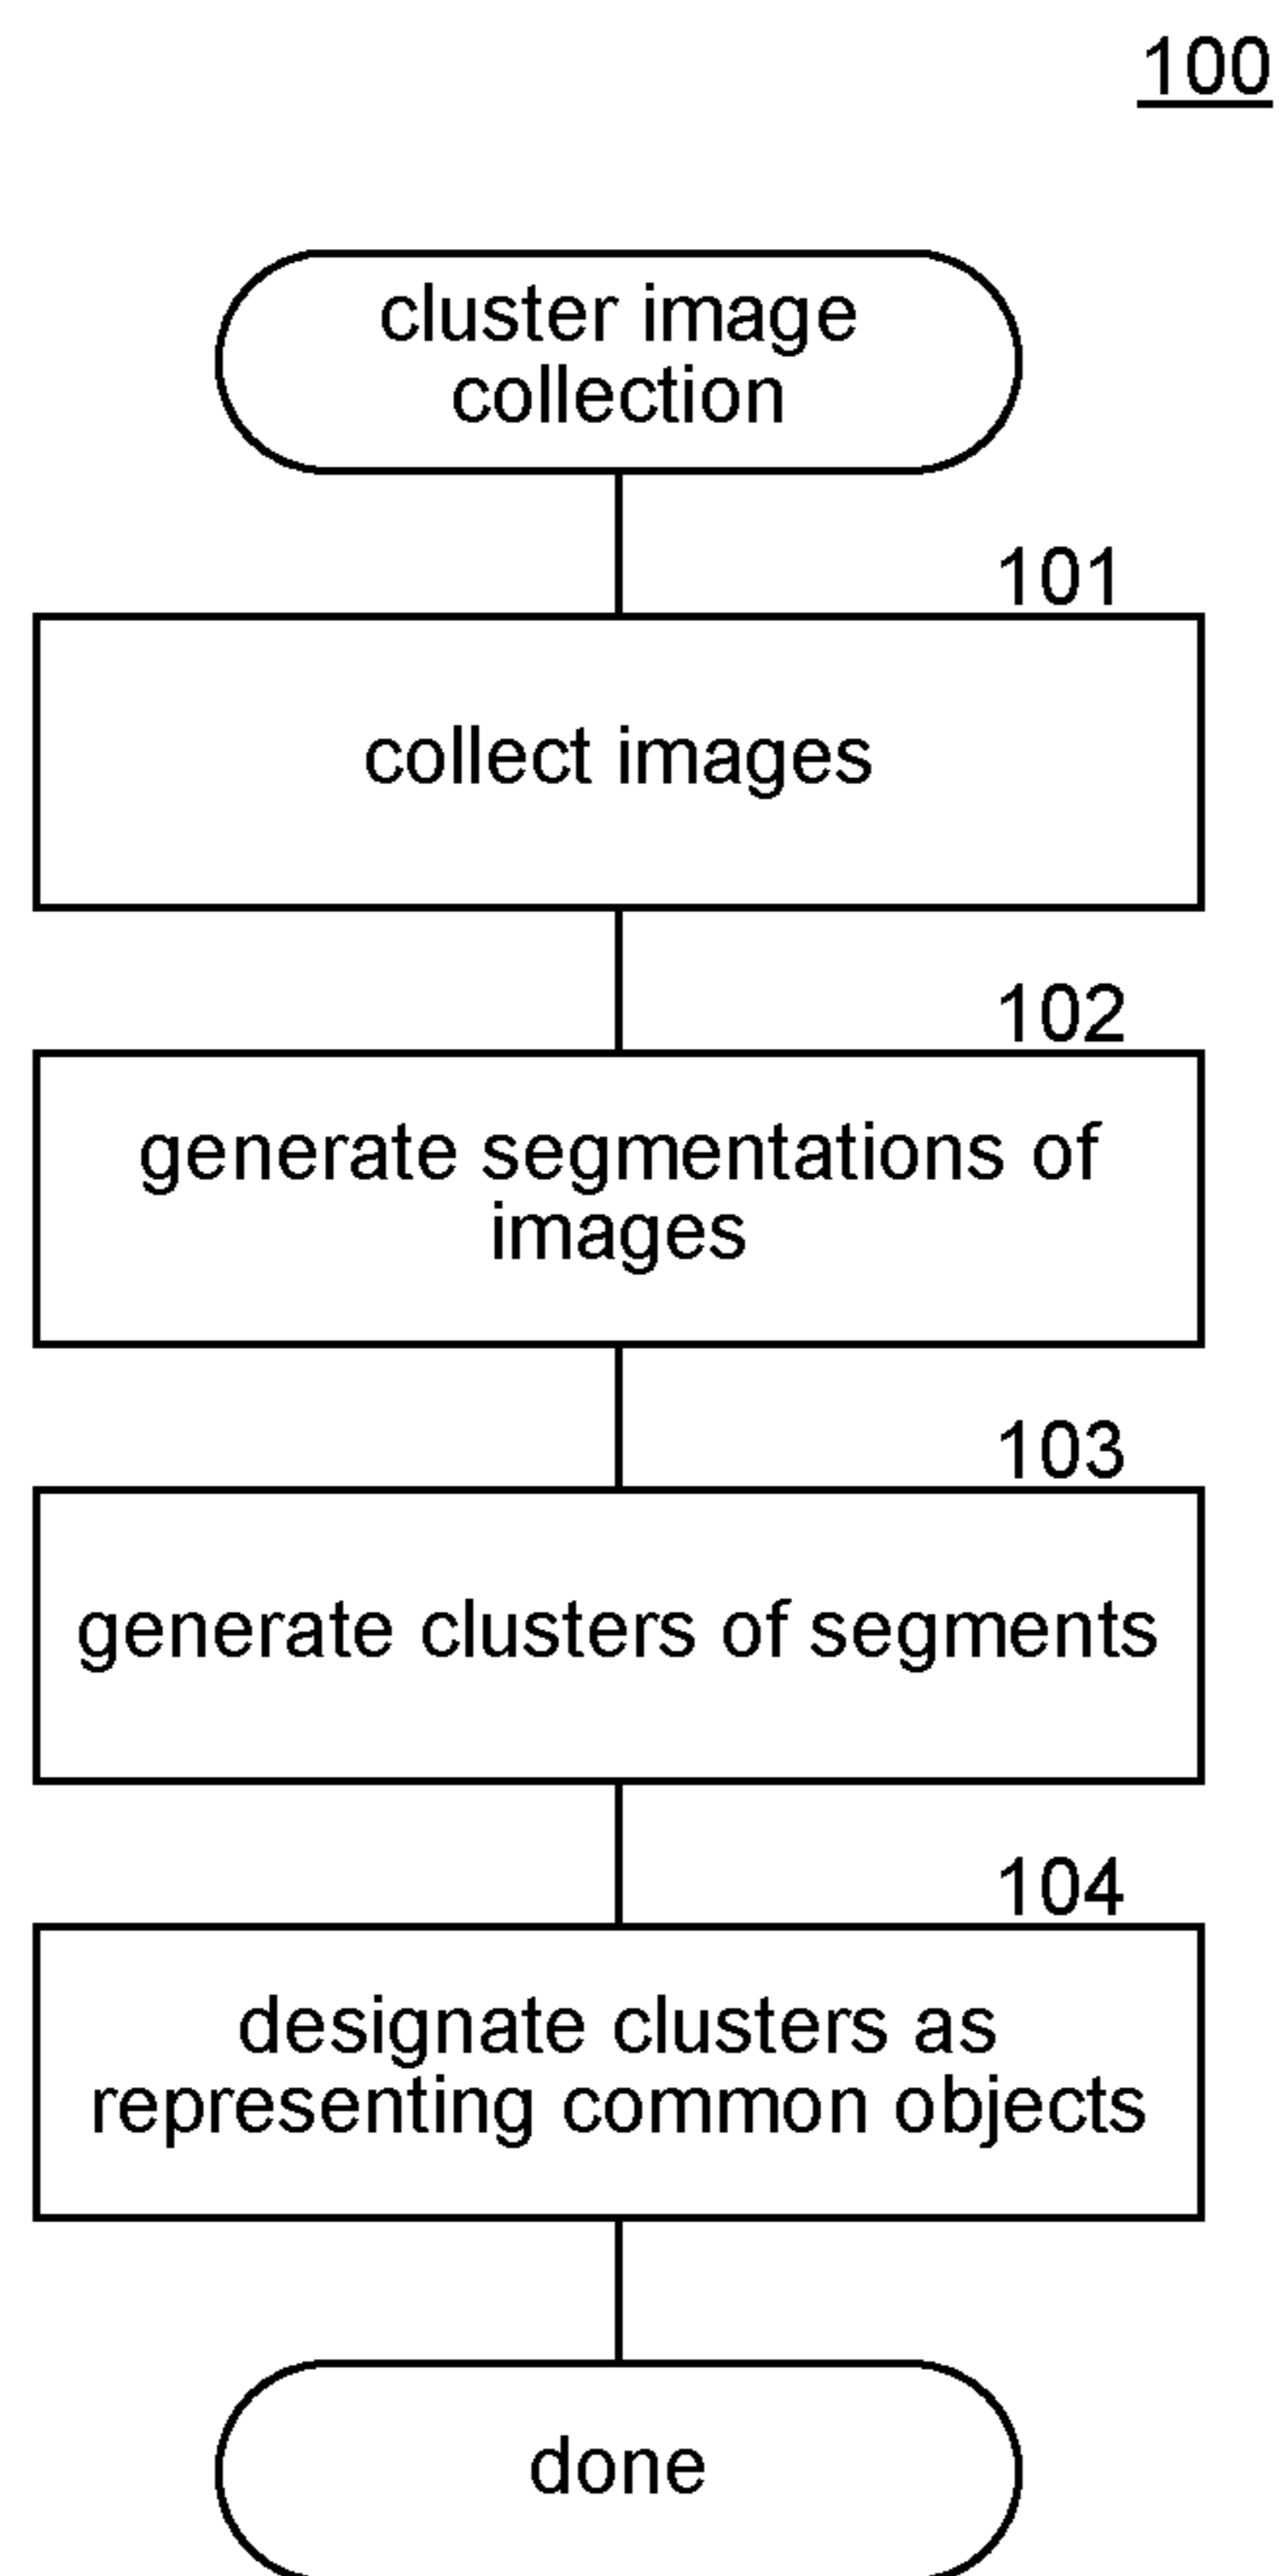 100
cluster image
collection
101
collect images
102
generate segmentations of
images
103
generate clusters of segments
104
designate clusters as
representing common objects
done